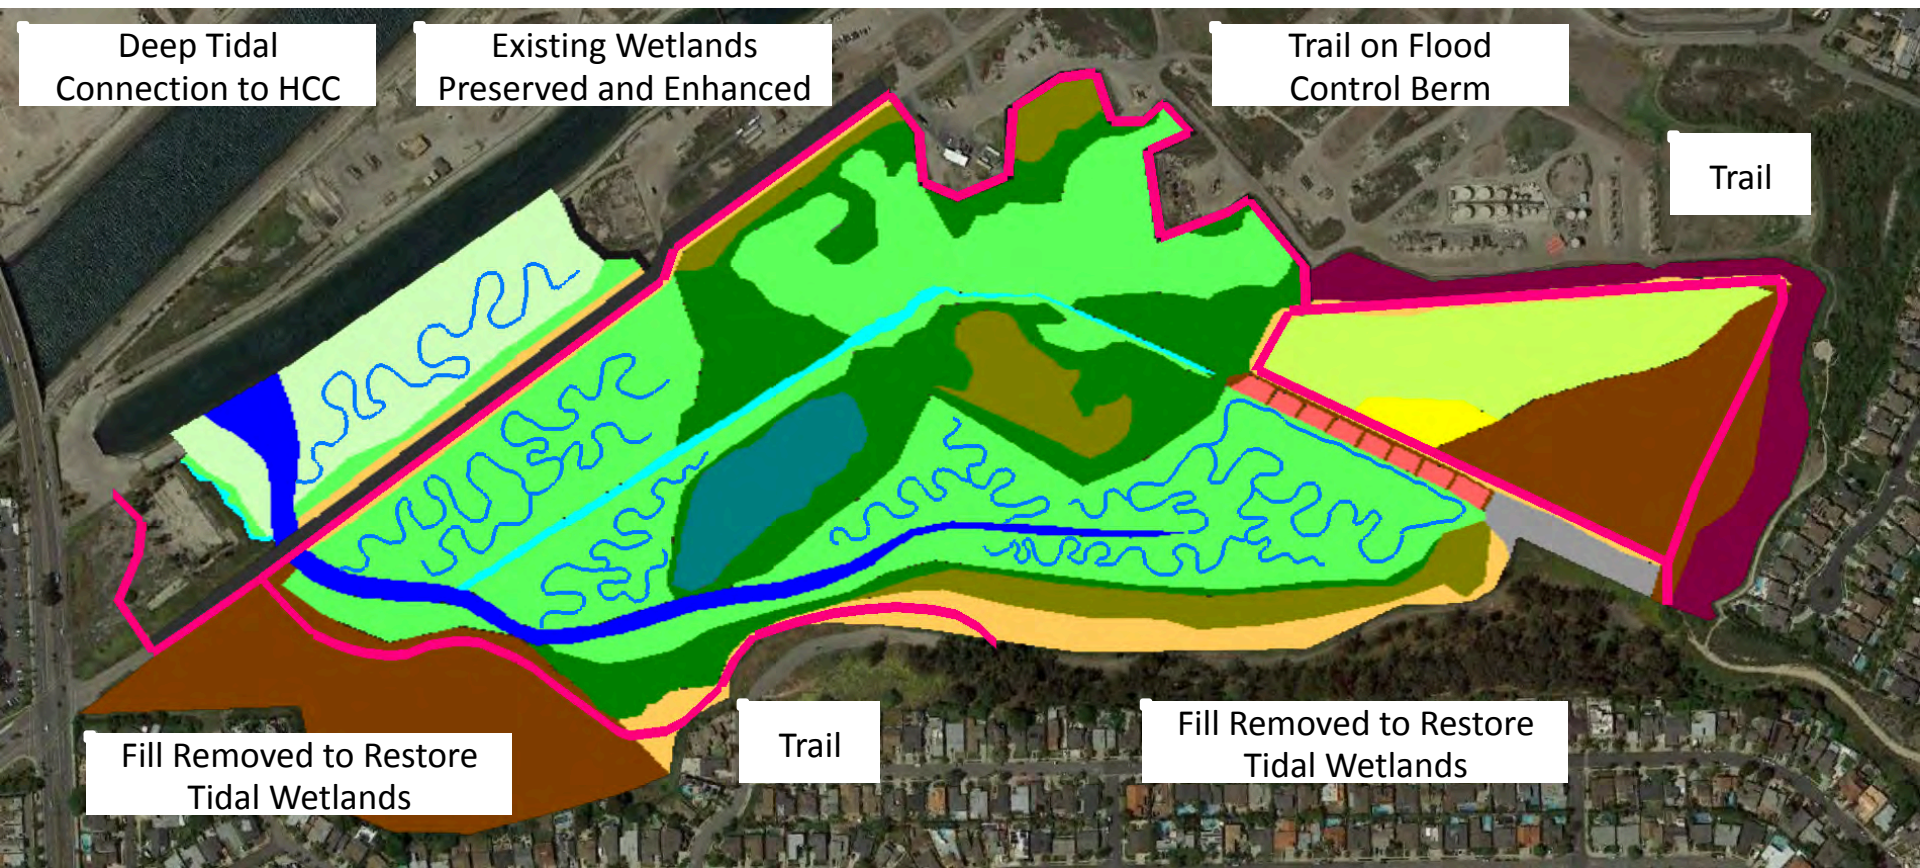 Deep Tidal
Connection to HCC
Existing Wetlands
Preserved and Enhanced
Trail on Flood
Control Berm
Trail
Fill Removed to Restore
Tidal Wetlands
Trail
Fill Removed to Restore
Tidal Wetlands